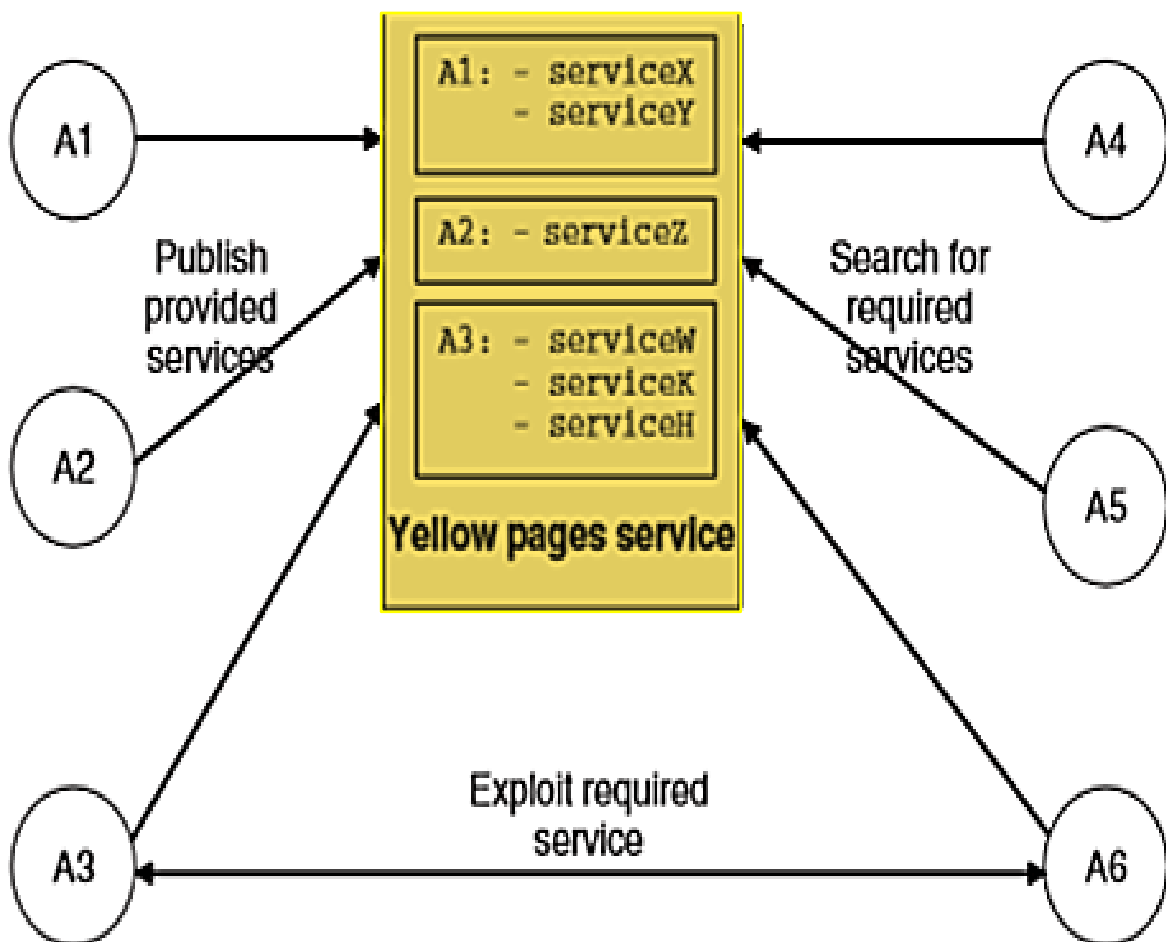 A1: - serviceX
- serviceY
A1
A4
A2: - serviceZ
Publish
provided
services
Search for
required
services
A3: - serviceW
- serviceK
- serviceH
A2
A5
Yellow pages service
Exploit required
service
A3
A6